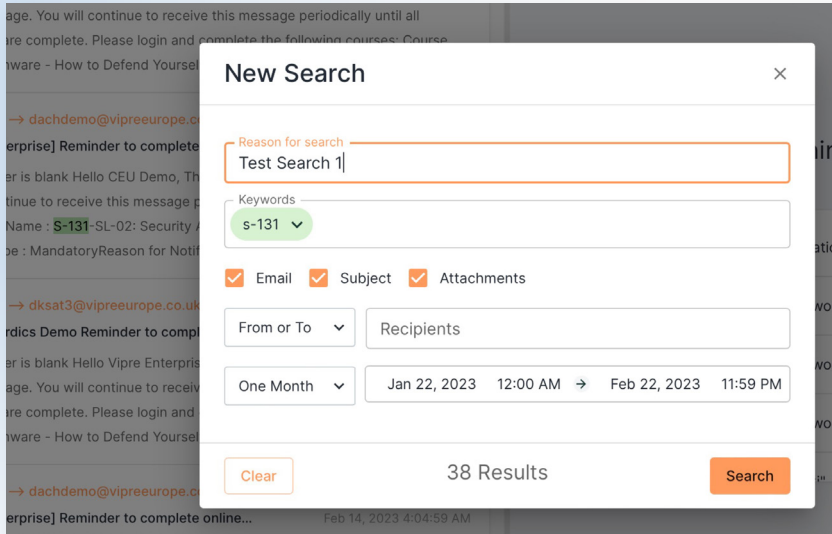 age. You will continue to receive this message periodically until all
are complete. Please login and complete the following courses: Course
nware - How to Defend Yoursel
New Search
→ dachdemo@vipreeurope.co
erprise] Reminder to complete
Reason for search
Test Search 1
er is blank Hello CEU Demo, Th
tinue to receive this message p
Keywords
s-131
Name : S-131-SL-02: Security A
pe : MandatoryReason for Notif
Email Subject Attachments
→ dksat3@vipreeurope.co.uk
rdics Demo Reminder to compl
From or To Recipients
er is blank Hello Vipre Enterpris
age. You will continue to receiv
One Month Jan 22, 2023 12:00 AM → Feb 22, 2023 11:59 PM
are complete. Please login and
nware - How to Defend Yoursel
Clear 38 Results Search
→ dachdemo@vipreeurope.co
erprise] Reminder to complete online... Feb 14, 2023 4:04:59 AM